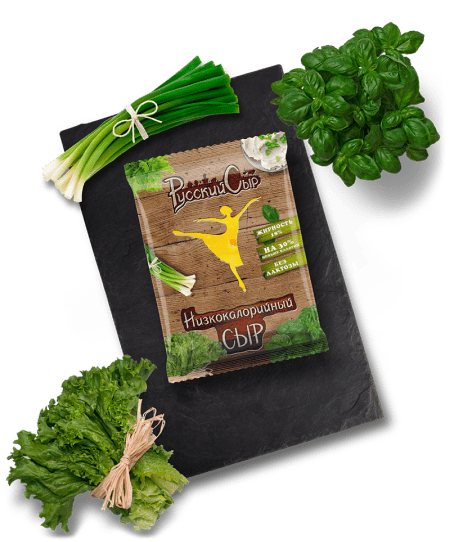 Русский Сыр
ЖИРНОСТЬ
НА 30%
БЕЗ
ЛАКТОЗЫ
Низкокалорийный
СЫР